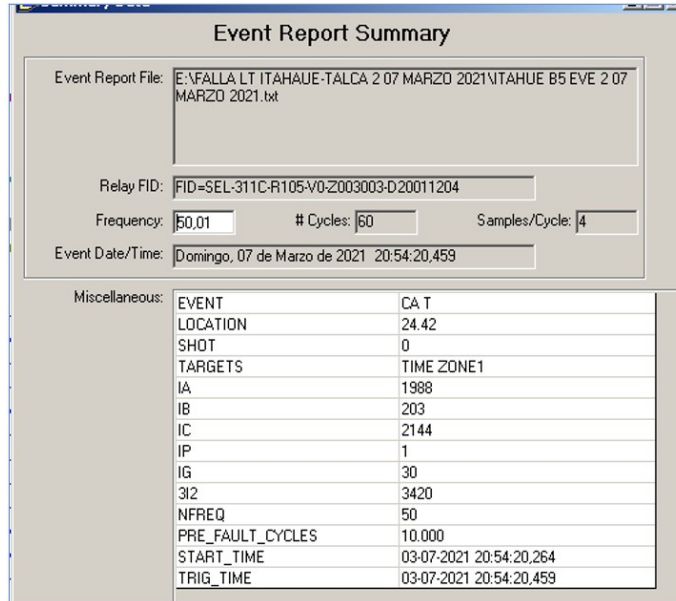 Event Report Summary
Event Report File: E:\FALLA LT ITAHAUE-TALCA 2 07 MARZO 2021\ITAHUE B5 EVE 2 07
MARZO 2021.txt
Relay FID: FID=SEL-311C-R105-V0-Z003003-D20011204
Frequency: 50,01 # Cycles: 60 Samples/Cycle: 4
Event Date/Time: Domingo, 07 de Marzo de 2021 20:54:20,459
Miscellaneous:
EVENT CA T
LOCATION 24.42
SHOT 0
TARGETS TIME ZONE1
IA 1988
IB 203
IC 2144
IP 1
IG 30
3I2 3420
NFREQ 50
PRE_FAULT_CYCLES 10.000
START_TIME 03-07-2021 20:54:20,264
TRIG_TIME 03-07-2021 20:54:20,459